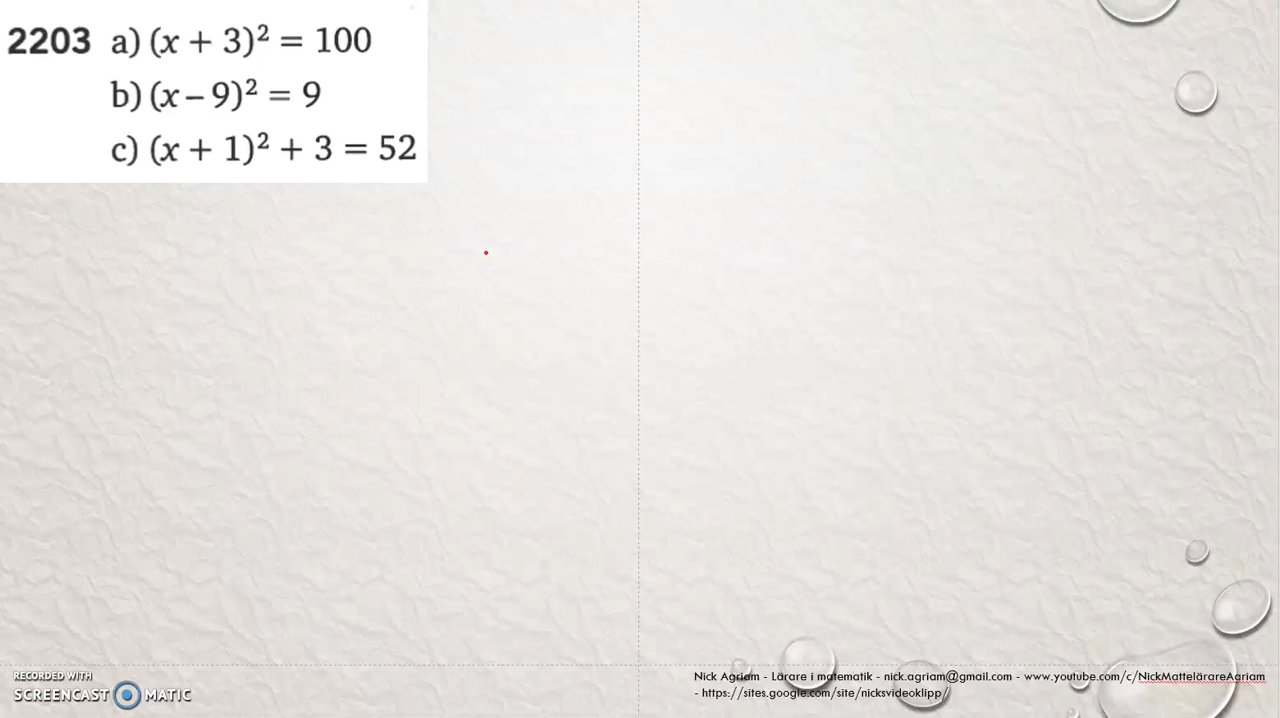 2203 a) (x + 3)² = 100
b) (x – 9)² = 9
c) (x + 1)² + 3 = 52
RECORDED WITH
SCREENCAST MATIC
Nick Agriam - Lärare i matematik - nick.agriam@gmail.com - www.youtube.com/c/NickMattelärareAgriam
- https://sites.google.com/site/nicksvideoklipp/